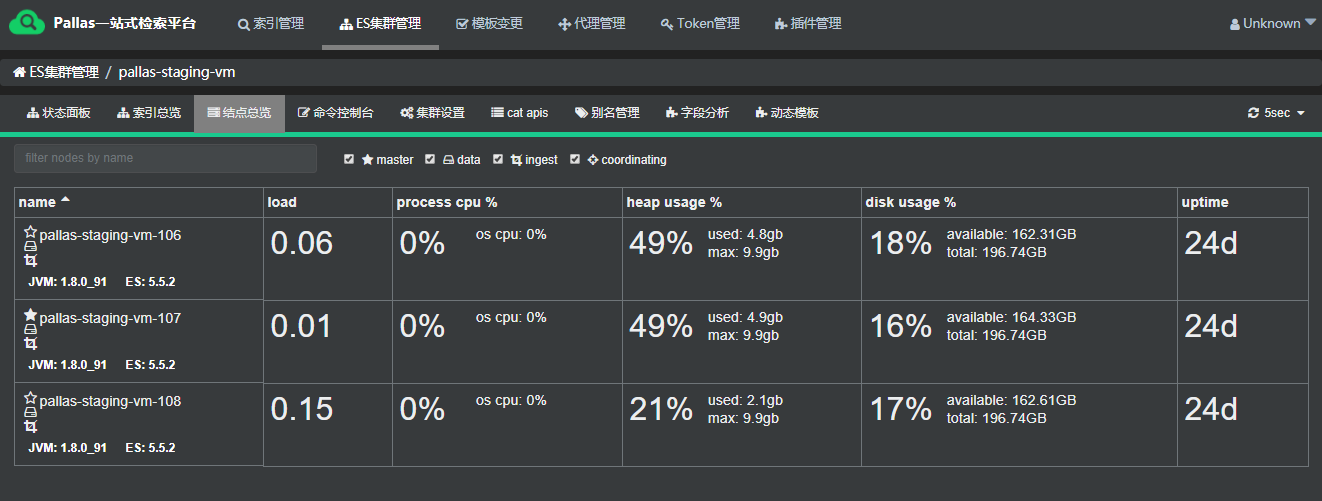 Pallas一站式检索平台 索引管理 ES集群管理 模板变更 代理管理 Token管理 插件管理 Unknown
ES集群管理 / pallas-staging-vm
状态面板 索引总览 结点总览 命令控制台 集群设置 cat apis 别名管理 字段分析 动态模板 5sec
filter nodes by name master data ingest coordinating
name load process cpu % heap usage % disk usage % uptime
pallas-staging-vm-106 0.06 0% os cpu: 0% 49% used: 4.8gb 18% available: 162.31GB 24d
max: 9.9gb total: 196.74GB
JVM: 1.8.0_91 ES: 5.5.2
pallas-staging-vm-107 0.01 0% os cpu: 0% 49% used: 4.9gb 16% available: 164.33GB 24d
max: 9.9gb total: 196.74GB
JVM: 1.8.0_91 ES: 5.5.2
pallas-staging-vm-108 0.15 0% os cpu: 0% 21% used: 2.1gb 17% available: 162.61GB 24d
max: 9.9gb total: 196.74GB
JVM: 1.8.0_91 ES: 5.5.2